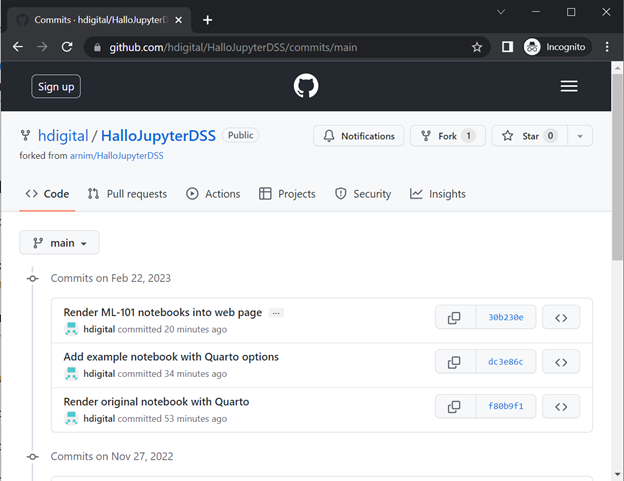 Commits · hdigital/HalloJupyterD
github.com/hdigital/HalloJupyterDSS/commits/main
Incognito
Sign up
hdigital / HalloJupyterDSS Public
Notifications
Fork 1
Star 0
forked from arnim/HalloJupyterDSS
Code Pull requests Actions Projects Security Insights
main
Commits on Feb 22, 2023
Render ML-101 notebooks into web page ...
hdigital committed 20 minutes ago
30b230e
Add example notebook with Quarto options
hdigital committed 34 minutes ago
dc3e86c
Render original notebook with Quarto
hdigital committed 53 minutes ago
f80b9f1
Commits on Nov 27, 2022